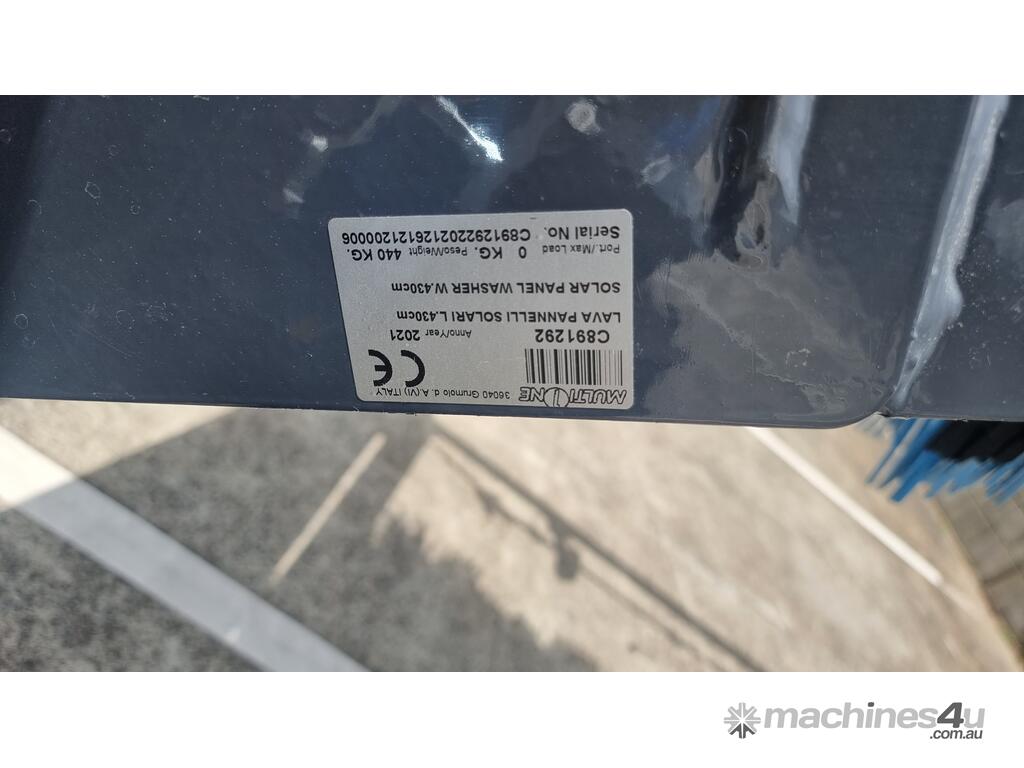 MULTIONE
36040 Grumolo d. A.(VI) ITALY
CE
C891292 Anno/Year 2021
LAVA PANNELLI SOLARI L.430cm
SOLAR PANEL WASHER W.430cm
Port./Max Load 0 KG. Peso/Weight 440 KG.
Serial No. C891292202126121200006
machines4u
.com.au